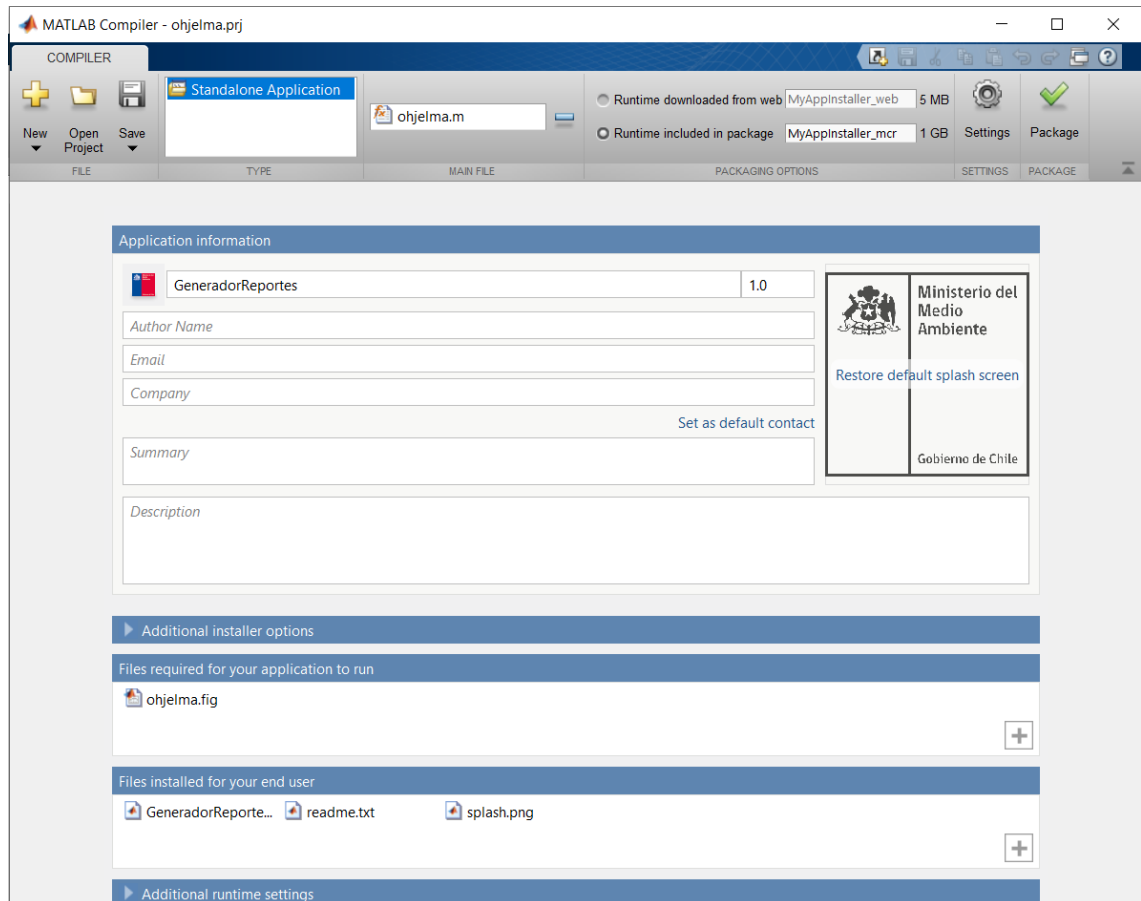 MATLAB Compiler - ohjelma.prj
COMPILER
New
Open Project
Save
FILE
Standalone Application
TYPE
ohjelma.m
MAIN FILE
Runtime downloaded from web MyAppInstaller_web 5 MB
Runtime included in package MyAppInstaller_mcr 1 GB
PACKAGING OPTIONS
Settings
SETTINGS
Package
PACKAGE
Application information
GeneradorReportes 1.0
Author Name
Email
Company
Set as default contact
Summary
Description
Ministerio del
Medio
Ambiente
Restore default splash screen
Gobierno de Chile
Additional installer options
Files required for your application to run
ohjelma.fig
Files installed for your end user
GeneradorReporte... readme.txt splash.png
Additional runtime settings